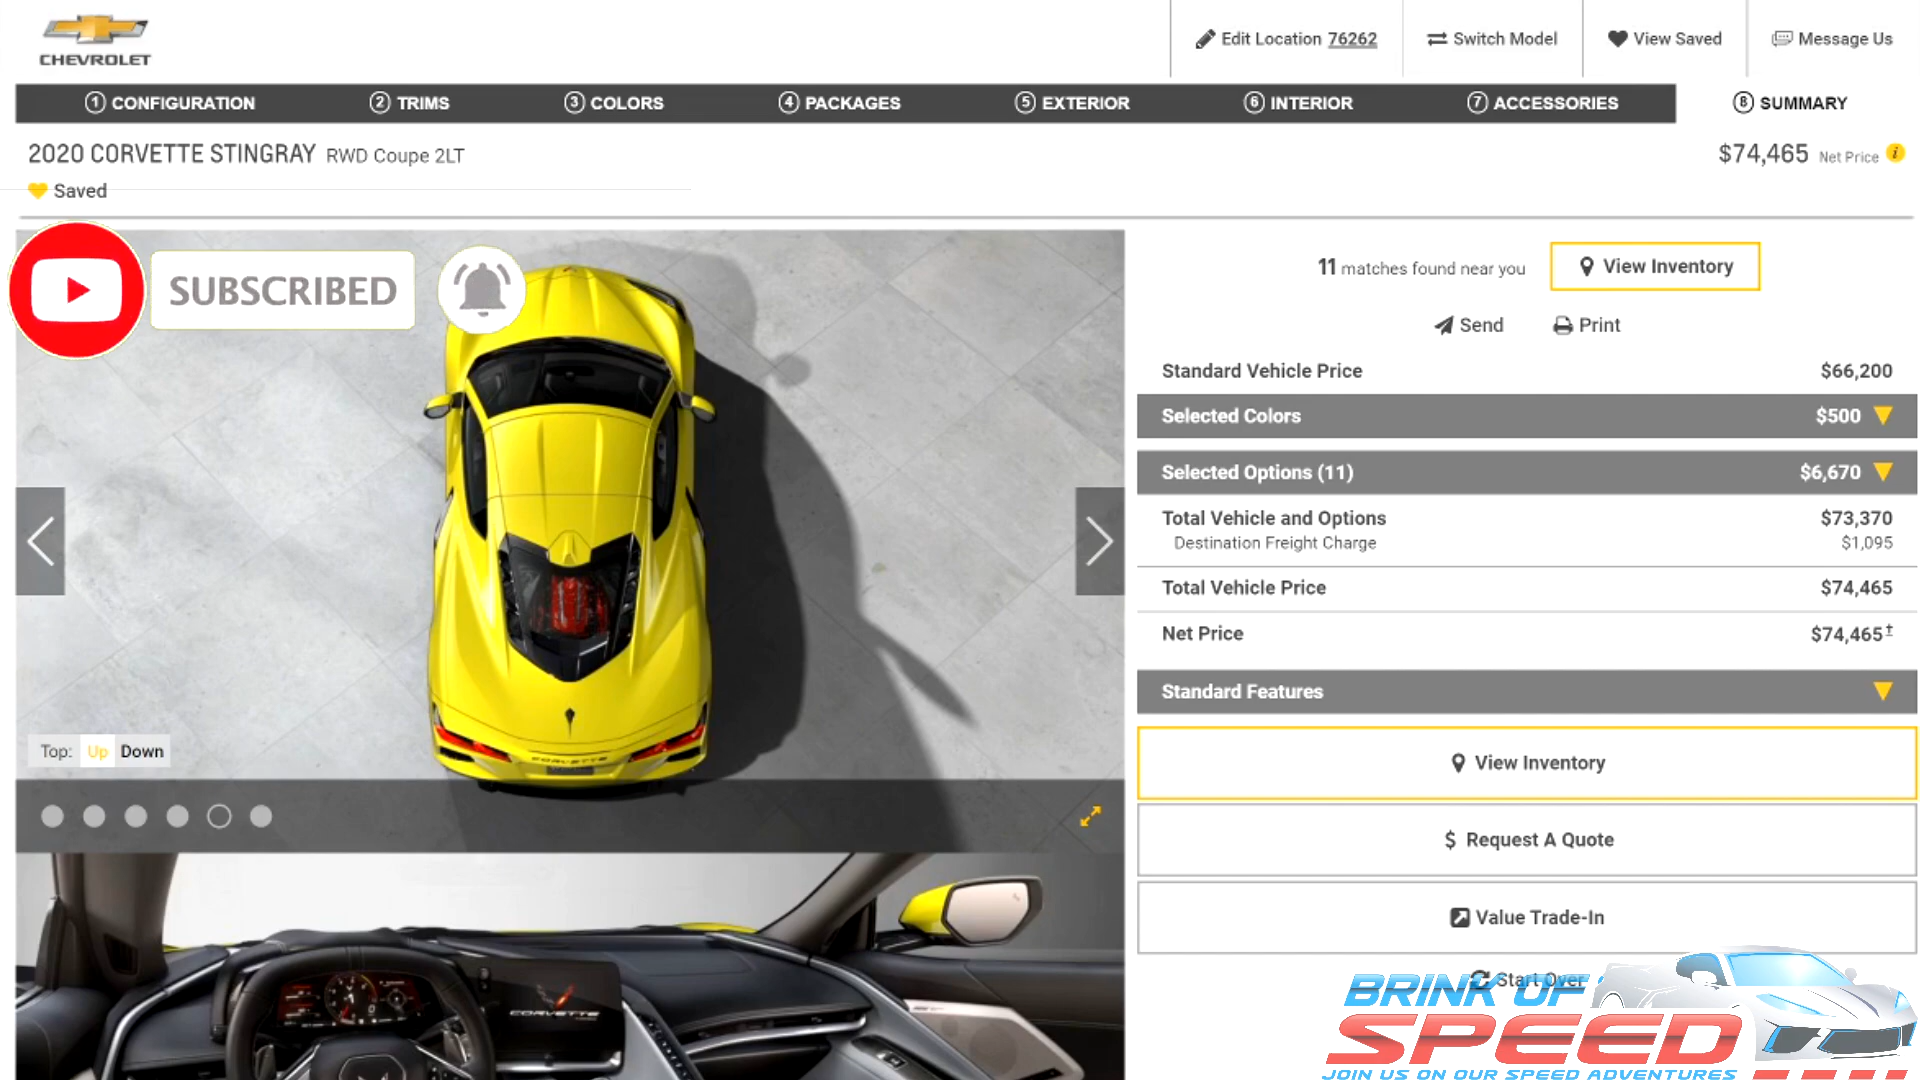 CHEVROLET
Edit Location 76262
Switch Model
View Saved
Message Us
1 CONFIGURATION
2 TRIMS
3 COLORS
4 PACKAGES
5 EXTERIOR
6 INTERIOR
7 ACCESSORIES
8 SUMMARY
2020 CORVETTE STINGRAY RWD Coupe 2LT
$74,465 Net Price i
Saved
SUBSCRIBED
11 matches found near you
View Inventory
Send
Print
Standard Vehicle Price $66,200
Selected Colors $500
Selected Options (11) $6,670
Total Vehicle and Options $73,370
Destination Freight Charge $1,095
Total Vehicle Price $74,465
Net Price $74,465‡
Standard Features
CORVETTE
Top: Up Down
View Inventory
$ Request A Quote
Value Trade-In
Start Over
CORVETTE
BRINK OF
SPEED
JOIN US ON OUR SPEED ADVENTURES